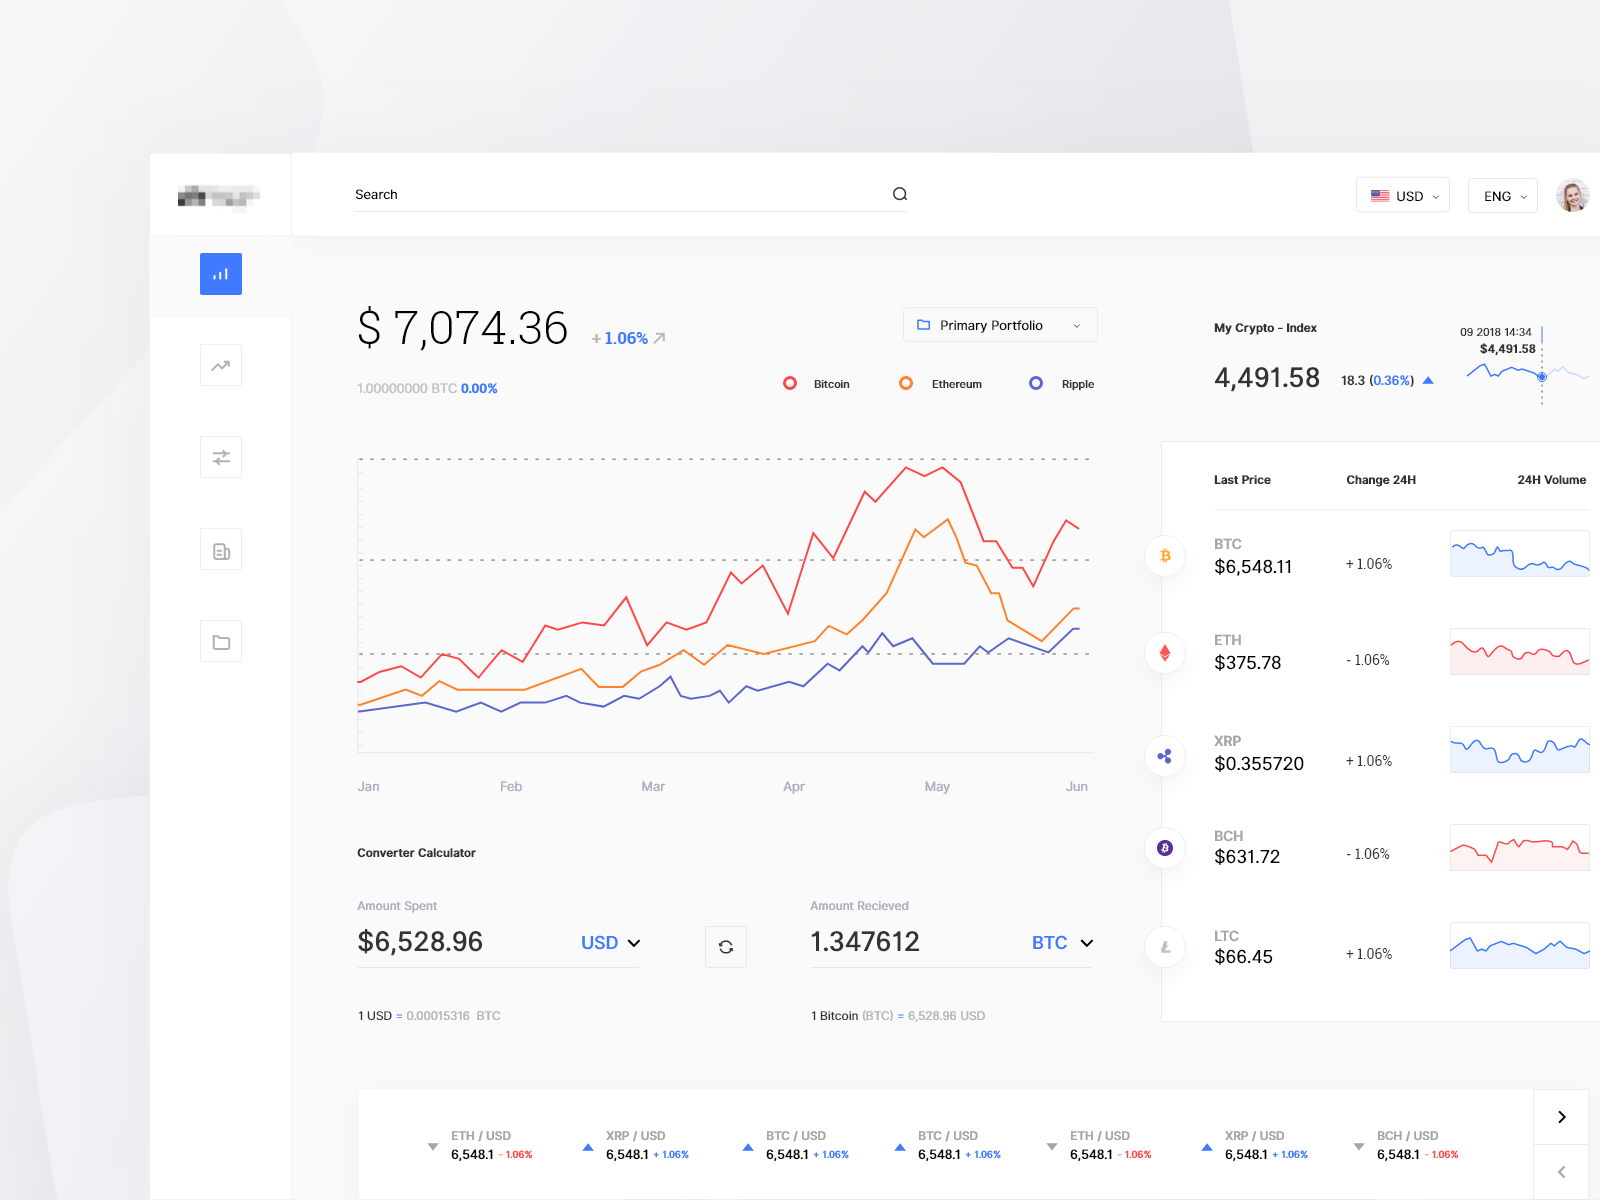 Search
USD
ENG
$ 7,074.36
+ 1.06%
Primary Portfolio
1.00000000 BTC 0.00%
Bitcoin
Ethereum
Ripple
Jan
Feb
Mar
Apr
May
Jun
My Crypto - Index
4,491.58
18.3 (0.36%)
09 2018 14:34
$4,491.58
Last Price
Change 24H
24H Volume
BTC
$6,548.11
+ 1.06%
ETH
$375.78
- 1.06%
XRP
$0.355720
+ 1.06%
BCH
$631.72
- 1.06%
LTC
$66.45
+ 1.06%
Converter Calculator
Amount Spent
$6,528.96
USD
1 USD = 0.00015316 BTC
Amount Recieved
1.347612
BTC
1 Bitcoin (BTC) = 6,528.96 USD
ETH / USD
6,548.1 - 1.06%
XRP / USD
6,548.1 + 1.06%
BTC / USD
6,548.1 + 1.06%
BTC / USD
6,548.1 + 1.06%
ETH / USD
6,548.1 - 1.06%
XRP / USD
6,548.1 + 1.06%
BCH / USD
6,548.1 - 1.06%